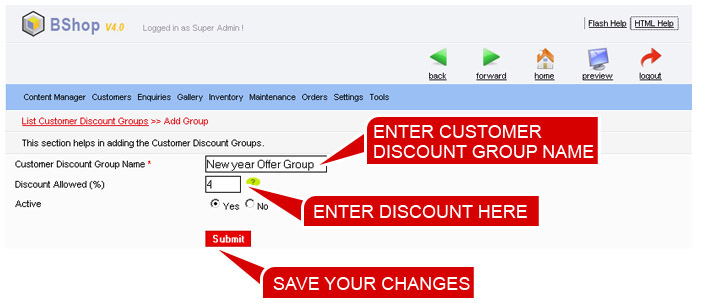 BShop V4.0
Logged in as Super Admin !
Flash Help HTML Help
back forward home preview logout
Content Manager Customers Enquiries Gallery Inventory Maintenance Orders Settings Tools
List Customer Discount Groups >> Add Group
This section helps in adding the Customer Discount Groups.
ENTER CUSTOMER
DISCOUNT GROUP NAME
Customer Discount Group Name * New year Offer Group
Discount Allowed (%) 4 ?
Active Yes No
ENTER DISCOUNT HERE
Submit
SAVE YOUR CHANGES